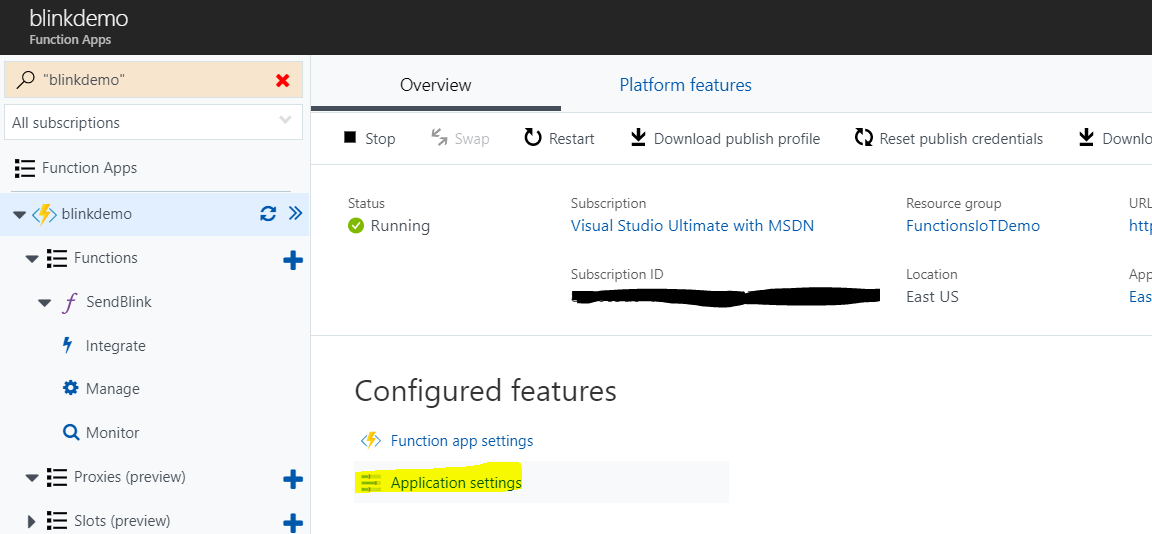 blinkdemo
Function Apps
"blinkdemo"
All subscriptions
Function Apps
blinkdemo
Functions
SendBlink
Integrate
Manage
Monitor
Proxies (preview)
Slots (preview)
Overview Platform features
Stop Swap Restart Download publish profile Reset publish credentials Downlo
Status Subscription Resource group URL
Running Visual Studio Ultimate with MSDN FunctionsIoTDemo htt
Subscription ID Location App
East US Eas
Configured features
Function app settings
Application settings